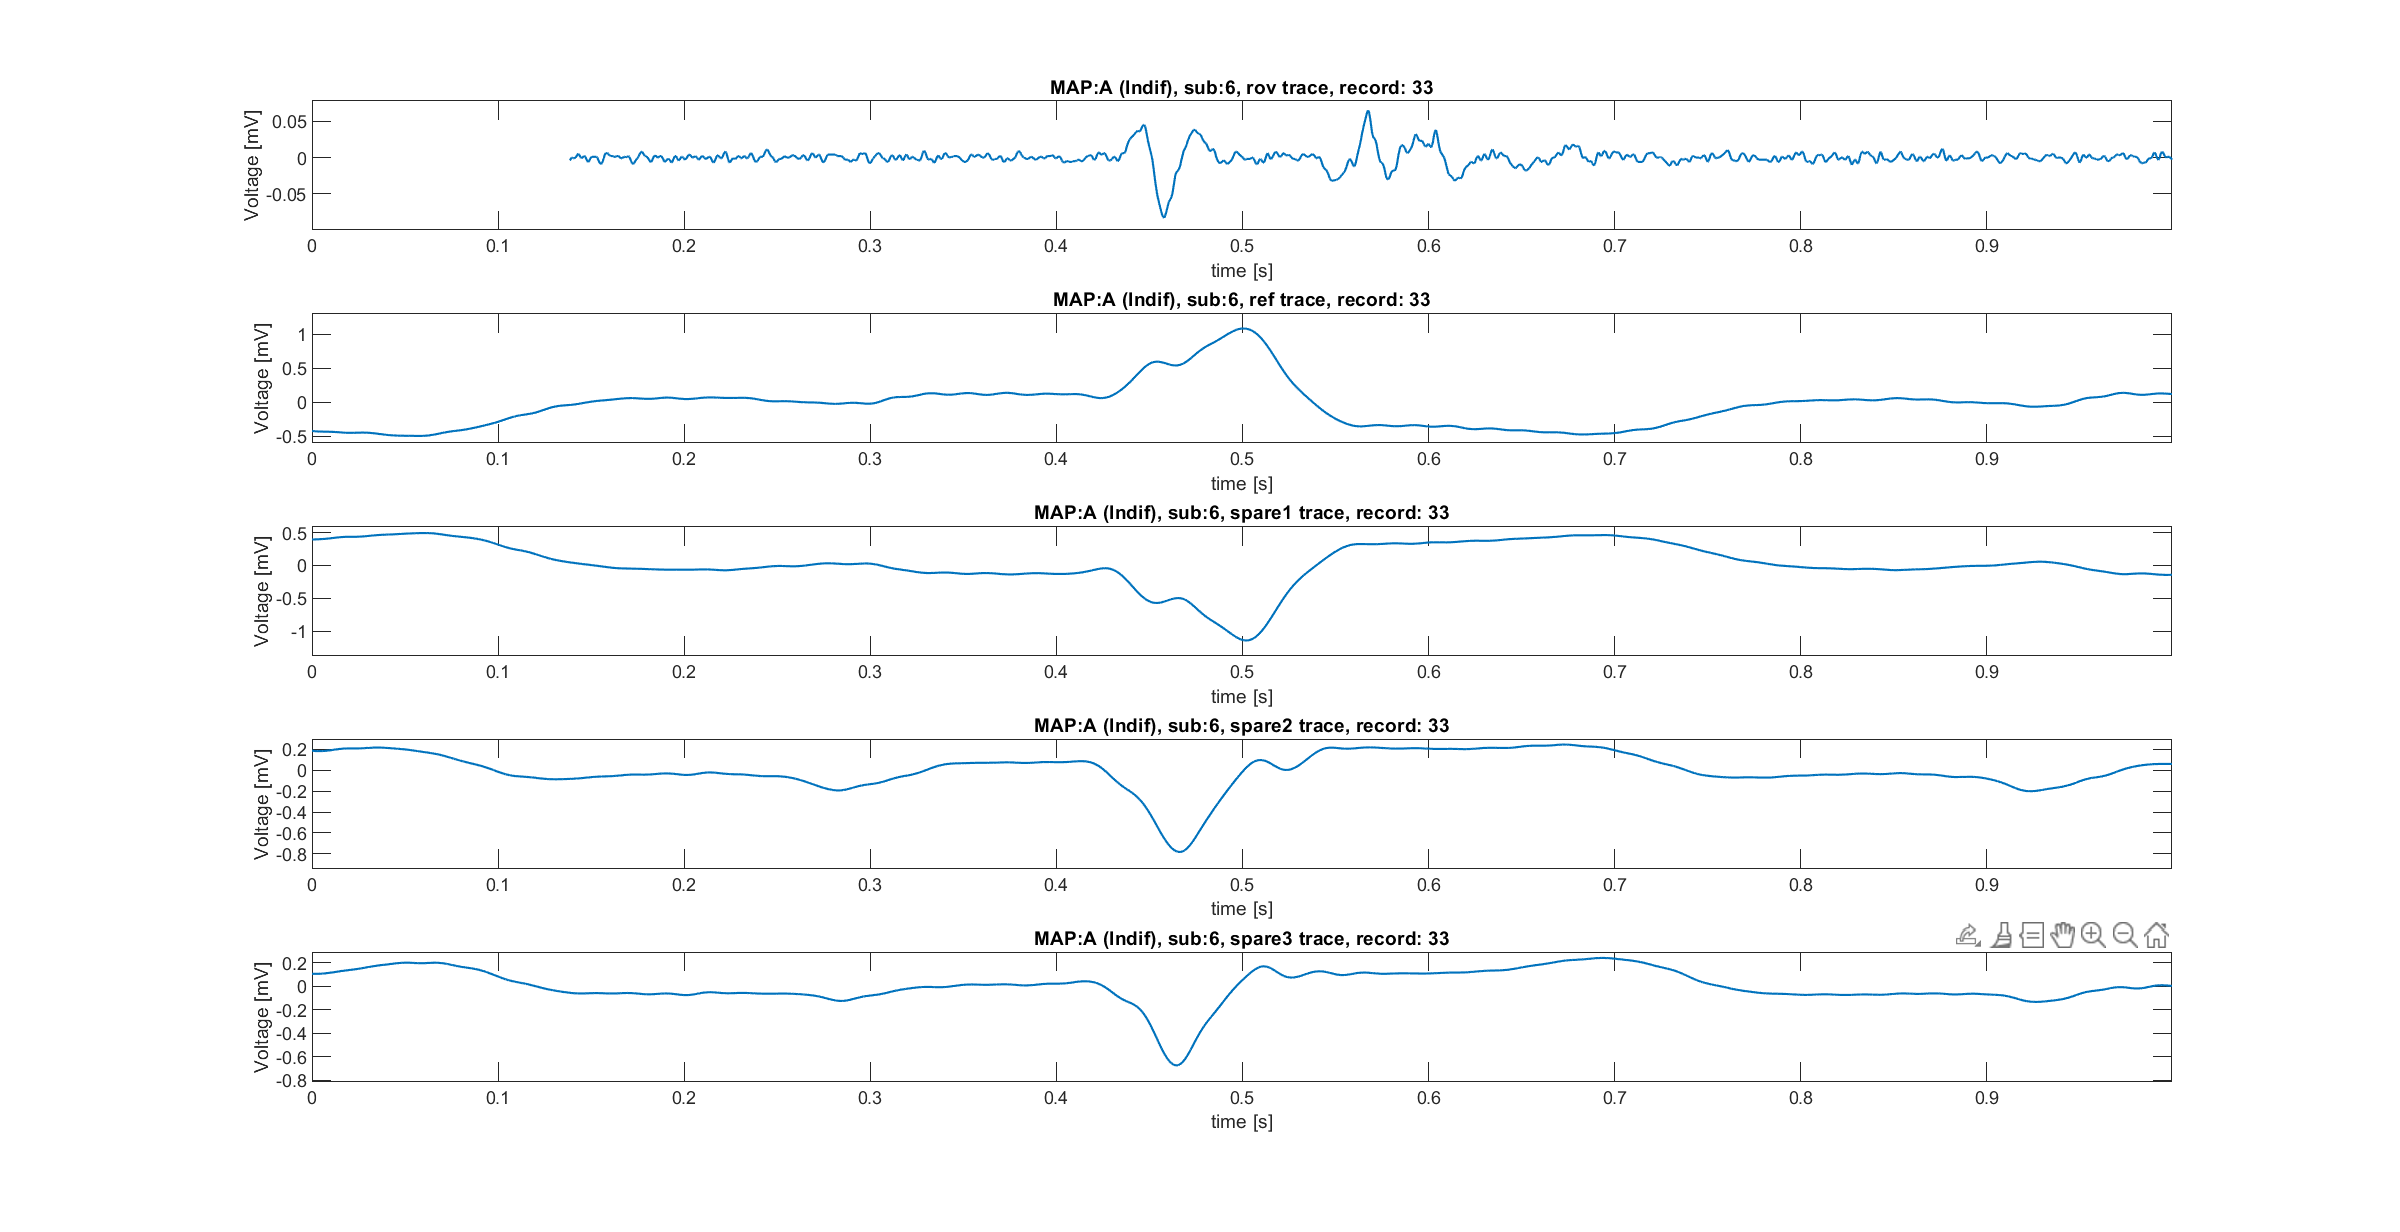 MAP:A (Indif), sub:6, rov trace, record: 33
Voltage [mV]
0.05
0
-0.05
0 0.1 0.2 0.3 0.4 0.5 0.6 0.7 0.8 0.9
time [s]
MAP:A (Indif), sub:6, ref trace, record: 33
Voltage [mV]
1
0.5
0
-0.5
0 0.1 0.2 0.3 0.4 0.5 0.6 0.7 0.8 0.9
time [s]
MAP:A (Indif), sub:6, spare1 trace, record: 33
Voltage [mV]
0.5
0
-0.5
-1
0 0.1 0.2 0.3 0.4 0.5 0.6 0.7 0.8 0.9
time [s]
MAP:A (Indif), sub:6, spare2 trace, record: 33
Voltage [mV]
0.2
0
-0.2
-0.4
-0.6
-0.8
0 0.1 0.2 0.3 0.4 0.5 0.6 0.7 0.8 0.9
time [s]
MAP:A (Indif), sub:6, spare3 trace, record: 33
Voltage [mV]
0.2
0
-0.2
-0.4
-0.6
-0.8
0 0.1 0.2 0.3 0.4 0.5 0.6 0.7 0.8 0.9
time [s]